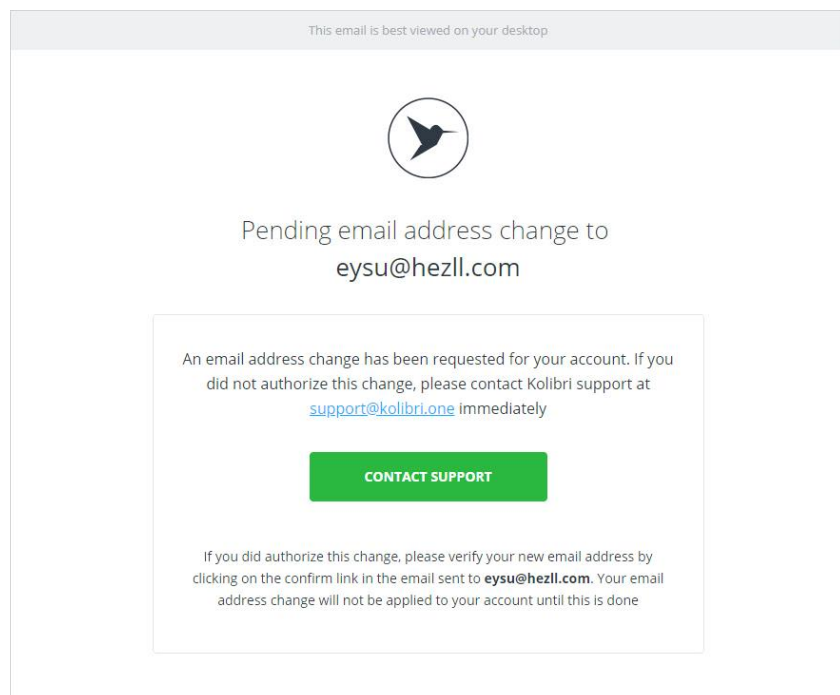 This email is best viewed on your desktop
Pending email address change to
eysu@hezll.com
An email address change has been requested for your account. If you
did not authorize this change, please contact Kolibri support at
support@kolibri.one immediately
CONTACT SUPPORT
If you did authorize this change, please verify your new email address by
clicking on the confirm link in the email sent to eysu@hezll.com. Your email
address change will not be applied to your account until this is done